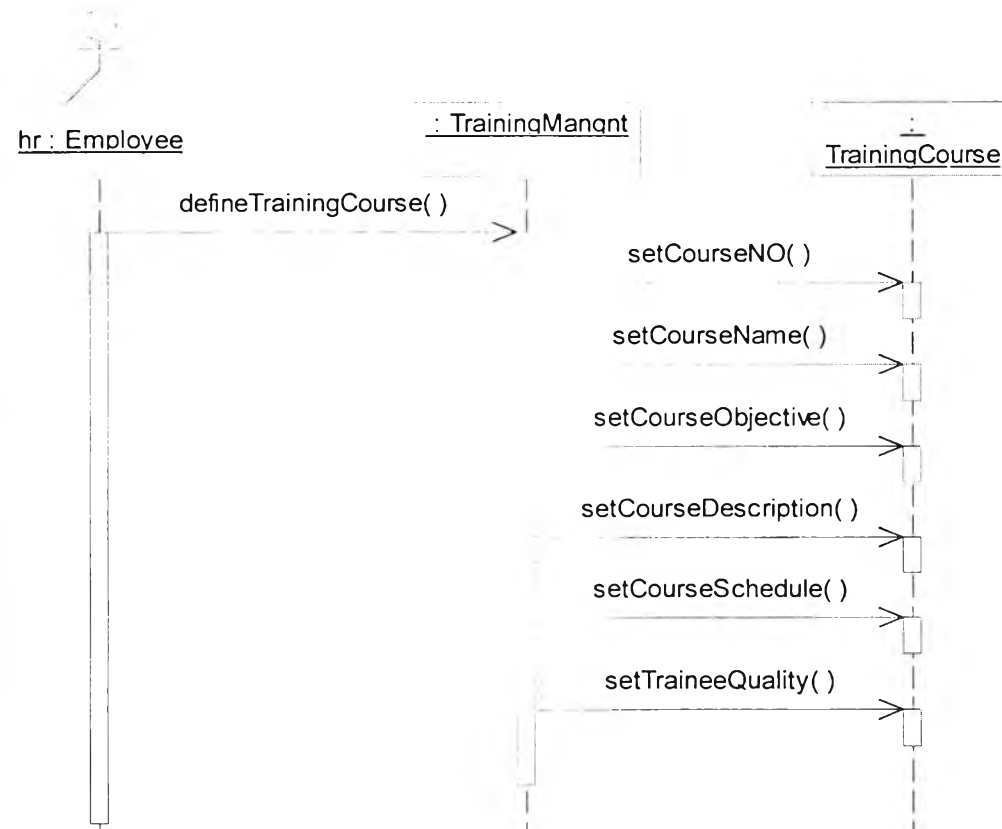 hr : Employee
: TrainingMangnt
:
TrainingCourse
defineTrainingCourse( )
setCourseNO( )
setCourseName( )
setCourseObjective( )
setCourseDescription( )
setCourseSchedule( )
setTraineeQuality( )